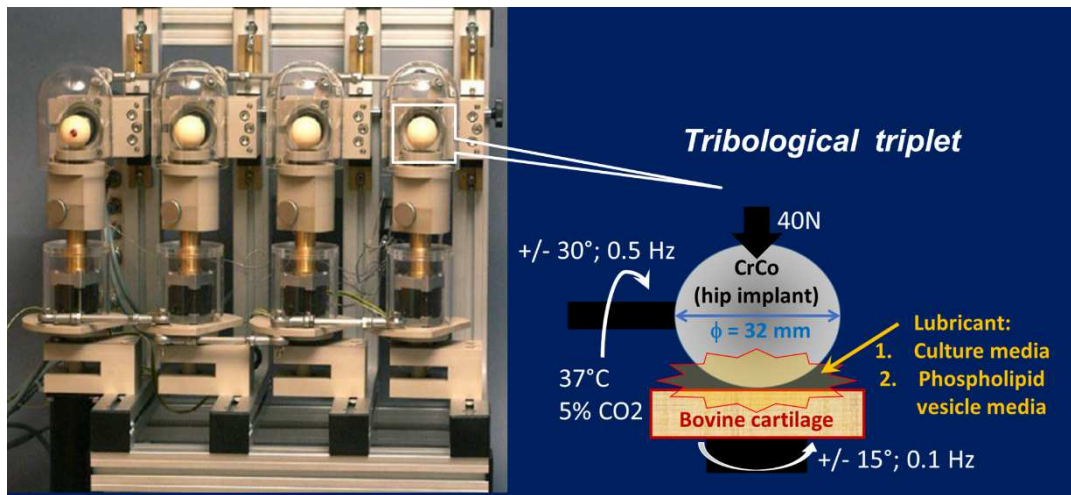 Tribological triplet
40N
+/- 30°; 0.5 Hz
CrCo
(hip implant)
ϕ = 32 mm
Lubricant:
1. Culture media
2. Phospholipid
vesicle media
37°C
5% CO2
Bovine cartilage
+/- 15°; 0.1 Hz